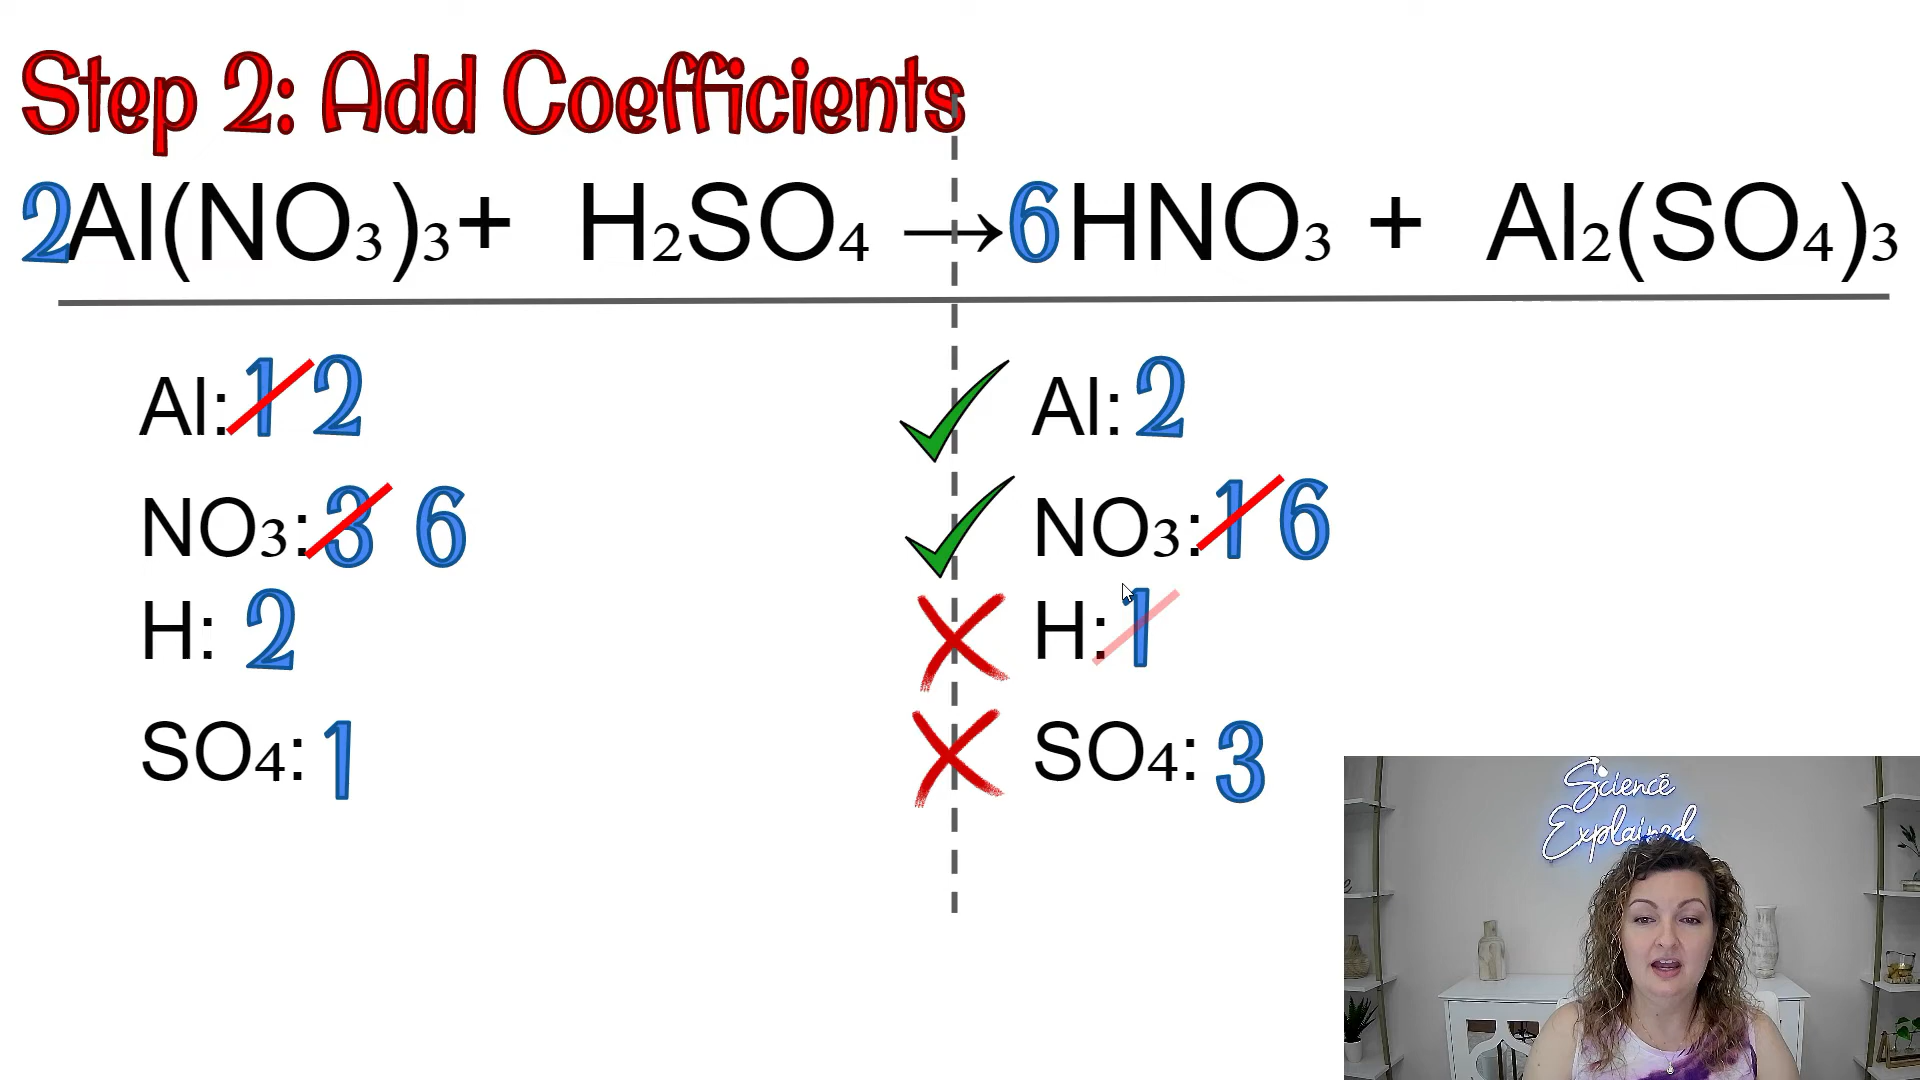 Step 2: Add Coefficients
2Al(NO₃)₃+ H₂SO₄ →6HNO₃ + Al₂(SO₄)₃
Al: 1 2 Al: 2
NO₃: 3 6 NO₃: 1 6
H: 2 H: 1
SO₄: 1 SO₄: 3
Science
Explained